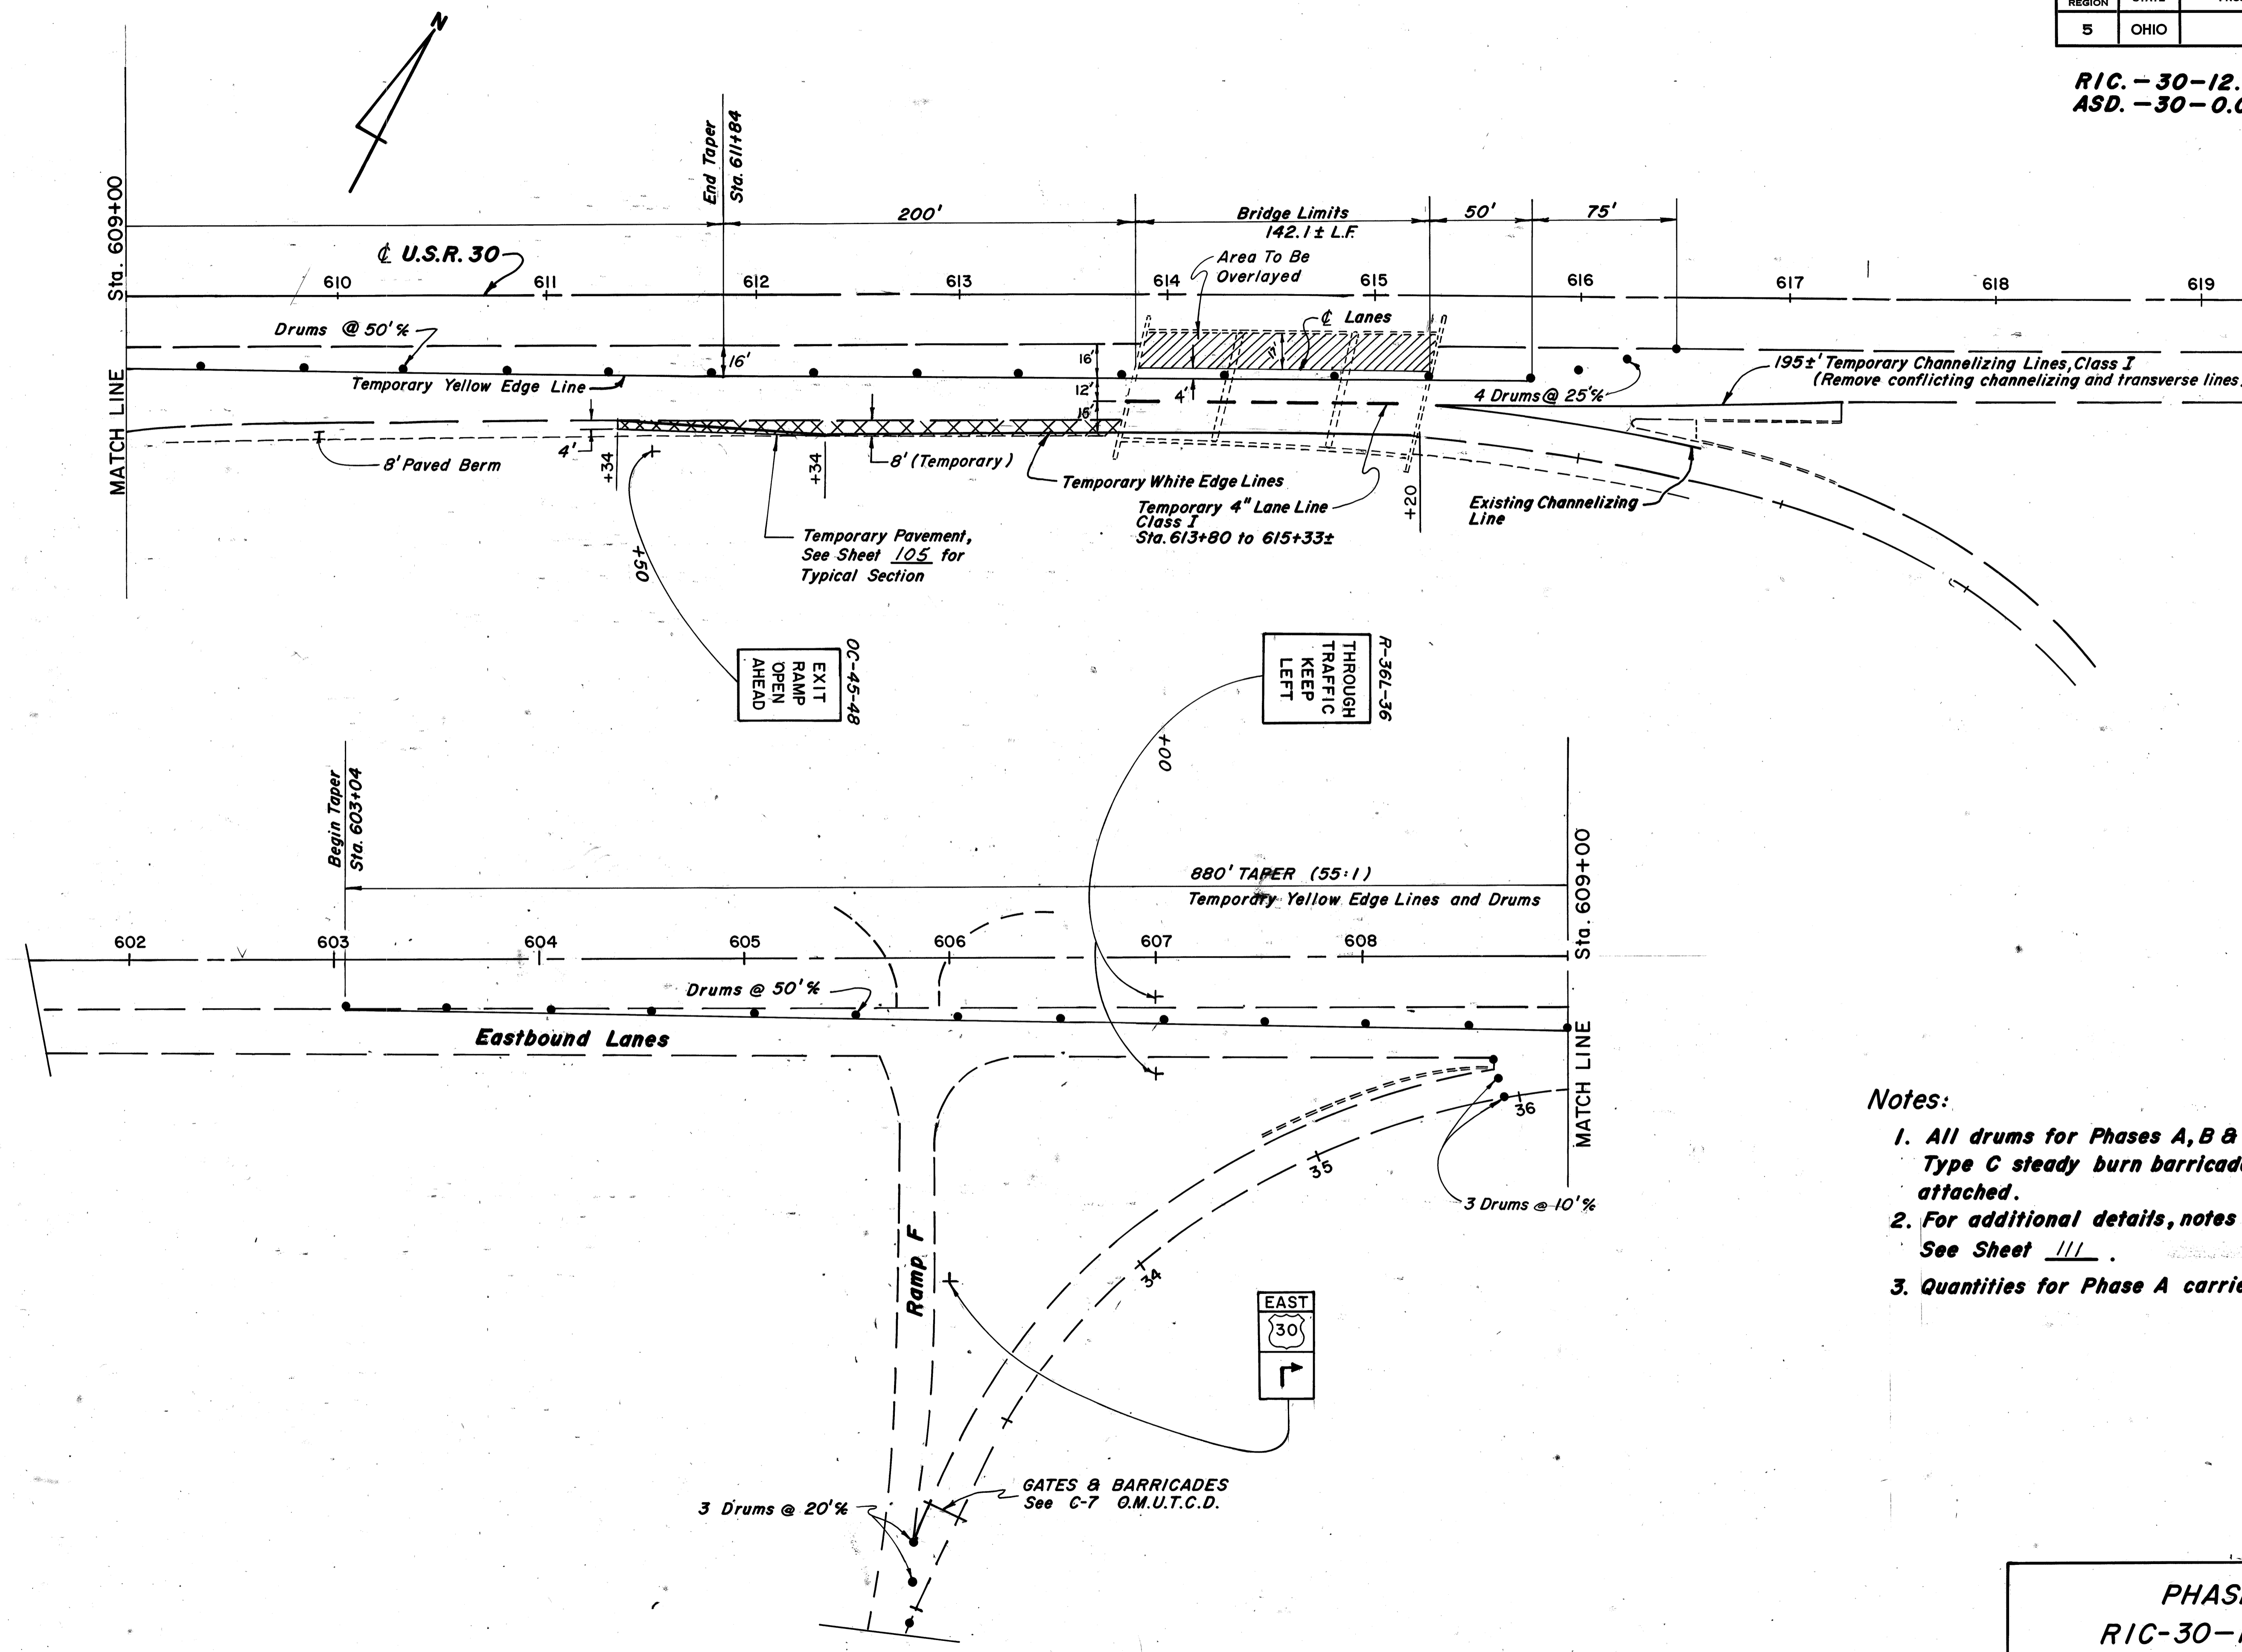 REGION
5 OHIO
RIC. - 30 - 12.
ASD. - 30 - 0.0
N
Sta. 609+00
MATCH LINE
End Taper
Sta. 611+84
200'
Bridge Limits
142.1 ± L.F.
50'
75'
℄ U.S.R. 30
Area To Be
Overlayed
610 611 612 613 614 615 616 617 618 619
Drums @ 50' ℅
℄ Lanes
16'
16'
12'
16'
4'
Temporary Yellow Edge Line
195±' Temporary Channelizing Lines, Class I
(Remove conflicting channelizing and transverse lines
4 Drums @ 25' ℅
8' Paved Berm
4'
+34
+34
8' (Temporary)
Temporary White Edge Lines
Temporary 4" Lane Line
Class I
Sta. 613+80 to 615+33±
+20
Existing Channelizing
Line
Temporary Pavement,
See Sheet 105 for
Typical Section
+50
OC-45-48
EXIT
RAMP
OPEN
AHEAD
R-36L-36
THROUGH
TRAFFIC
KEEP
LEFT
+00
Begin Taper
Sta. 603+04
880' TAPER (55:1)
Temporary Yellow Edge Lines and Drums
Sta. 609+00
MATCH LINE
602 603 604 605 606 607 608
Drums @ 50' ℅
Eastbound Lanes
36
35
34
3 Drums @ 10' ℅
Ramp F
EAST
30
GATES & BARRICADES
See C-7 O.M.U.T.C.D.
3 Drums @ 20' ℅
Notes:
1. All drums for Phases A, B &
Type C steady burn barricade
attached.
2. For additional details, notes
See Sheet 111 .
3. Quantities for Phase A carrie
PHAS
RIC-30-1